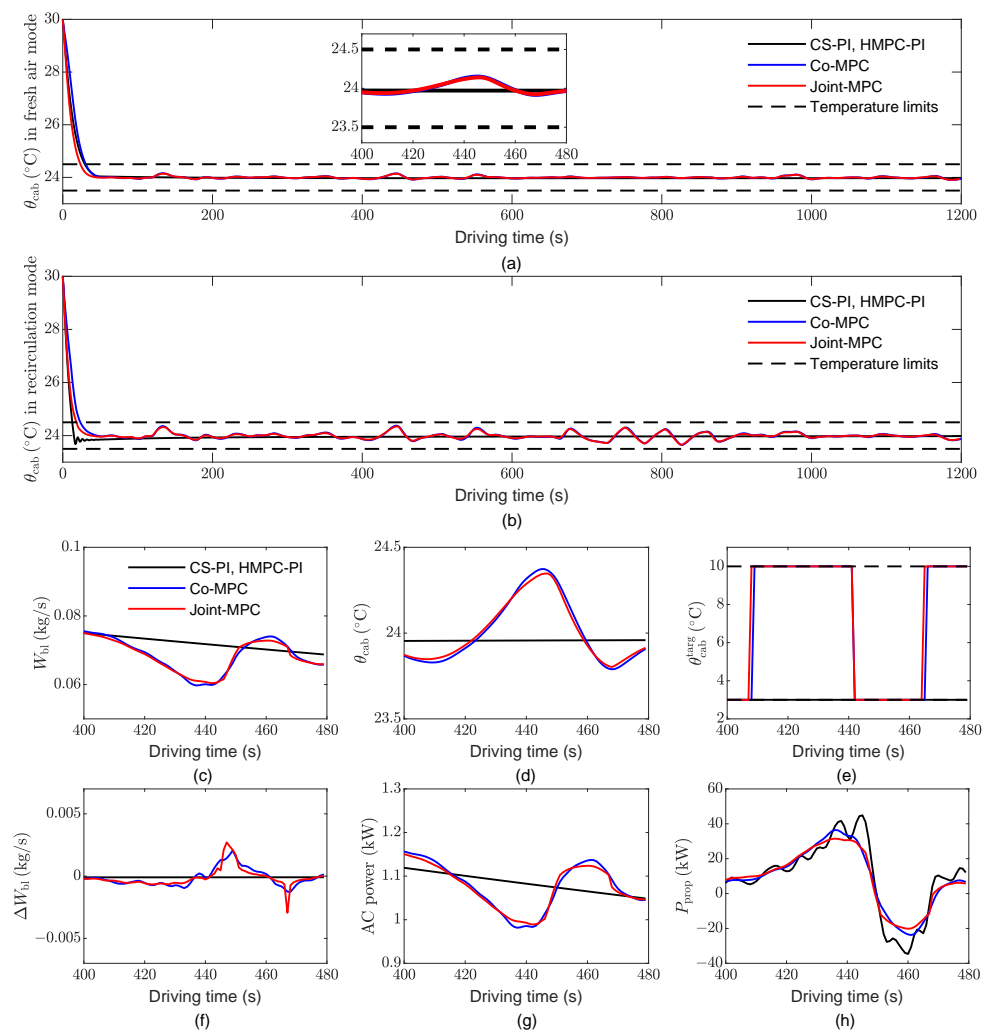 30
28
26
24
θcab (°C) in fresh air mode
24.5
24
23.5
400 420 440 460 480
CS-PI, HMPC-PI
Co-MPC
Joint-MPC
Temperature limits
0 200 400 600 800 1000 1200
Driving time (s)
(a)
30
28
26
24
θcab (°C) in recirculation mode
CS-PI, HMPC-PI
Co-MPC
Joint-MPC
Temperature limits
0 200 400 600 800 1000 1200
Driving time (s)
(b)
0.1
0.08
0.06
Wbl (kg/s)
CS-PI, HMPC-PI
Co-MPC
Joint-MPC
400 420 440 460 480
Driving time (s)
(c)
24.5
24
23.5
θcab (°C)
400 420 440 460 480
Driving time (s)
(d)
10
8
6
4
2
θcab^targ (°C)
400 420 440 460 480
Driving time (s)
(e)
0.005
0
−0.005
ΔWbl (kg/s)
400 420 440 460 480
Driving time (s)
(f)
1.3
1.2
1.1
1
0.9
AC power (kW)
400 420 440 460 480
Driving time (s)
(g)
60
40
20
0
−20
−40
Pprop (kW)
400 420 440 460 480
Driving time (s)
(h)